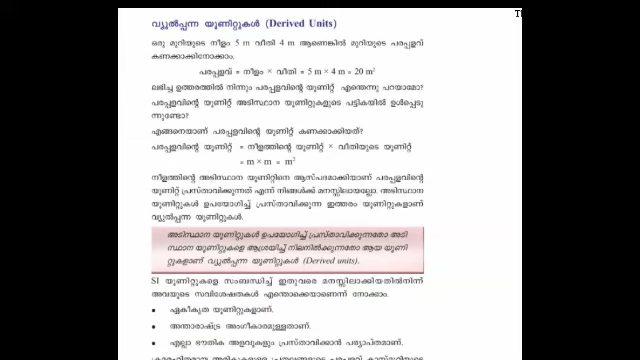 വ്യുൽപ്പന്ന യൂണിറ്റുകൾ (Derived Units)
ഒരു മുറിയുടെ നീളം 5 m വീതി 4 m ആണെങ്കിൽ മുറിയുടെ പരപ്പളവ്
കണക്കാക്കിനോക്കാം.
പരപ്പളവ് = നീളം × വീതി = 5 m × 4 m = 20 m²
ലഭിച്ച ഉത്തരത്തിൽ നിന്നും പരപ്പളവിന്റെ യൂണിറ്റ് എന്തെന്നു പറയാമോ?
പരപ്പളവിന്റെ യൂണിറ്റ് അടിസ്ഥാന യൂണിറ്റുകളുടെ പട്ടികയിൽ ഉൾപ്പെടു
ന്നുണ്ടോ?
എങ്ങനെയാണ് പരപ്പളവിന്റെ യൂണിറ്റ് കണക്കാക്കിയത്?
പരപ്പളവിന്റെ യൂണിറ്റ് = നീളത്തിന്റെ യൂണിറ്റ് × വീതിയുടെ യൂണിറ്റ്
= m × m = m²
നീളത്തിന്റെ അടിസ്ഥാന യൂണിറ്റിനെ ആസ്പദമാക്കിയാണ് പരപ്പളവിന്റെ
യൂണിറ്റ് പ്രസ്താവിക്കുന്നത് എന്ന് നിങ്ങൾക്ക് മനസ്സിലായല്ലോ. അടിസ്ഥാന
യൂണിറ്റുകൾ ഉപയോഗിച്ച് പ്രസ്താവിക്കുന്ന ഇത്തരം യൂണിറ്റുകളാണ്
വ്യുൽപ്പന്ന യൂണിറ്റുകൾ.
അടിസ്ഥാന യൂണിറ്റുകൾ ഉപയോഗിച്ച് പ്രസ്താവിക്കുന്നതോ അടി
സ്ഥാന യൂണിറ്റുകളെ ആശ്രയിച്ച് നിലനിൽക്കുന്നതോ ആയ യൂണി
റ്റുകളാണ് വ്യുൽപ്പന്ന യൂണിറ്റുകൾ (Derived units).
SI യൂണിറ്റുകളെ സംബന്ധിച്ച് ഇതുവരെ മനസ്സിലാക്കിയതിൽനിന്ന്
അവയുടെ സവിശേഷതകൾ എന്തൊക്കെയാണെന്ന് നോക്കാം.
• ഏകീകൃത യൂണിറ്റുകളാണ്.
• അന്താരാഷ്ട്ര അംഗീകാരമുള്ളതാണ്.
• എല്ലാ ഭൗതിക അളവുകളും പ്രസ്താവിക്കാൻ പര്യാപ്തമാണ്.